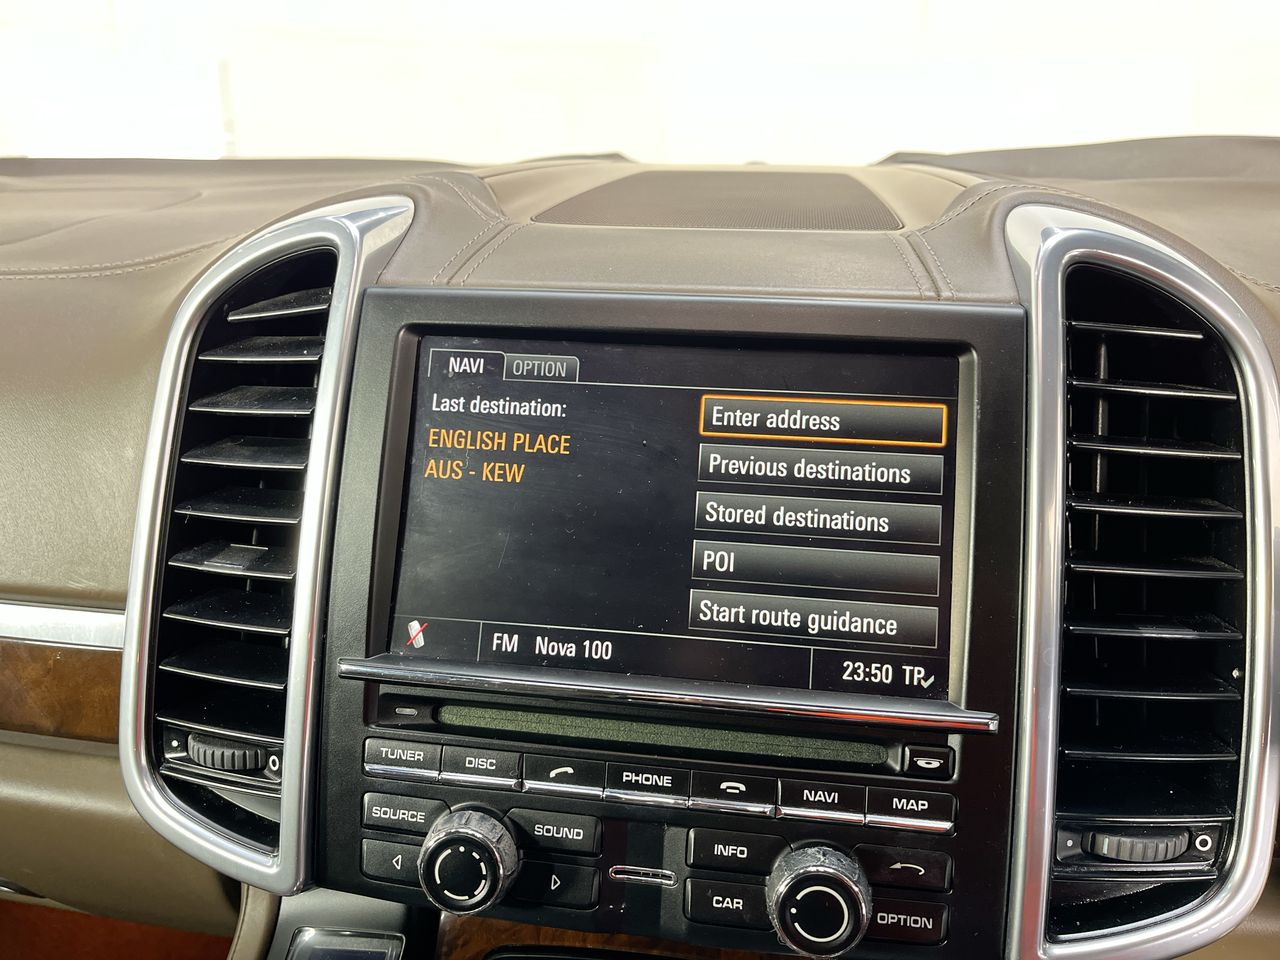 NAVI OPTION
Last destination:
ENGLISH PLACE
AUS - KEW
Enter address
Previous destinations
Stored destinations
POI
Start route guidance
FM Nova 100
23:50 TP
TUNER DISC PHONE NAVI MAP
SOURCE SOUND INFO
CAR OPTION